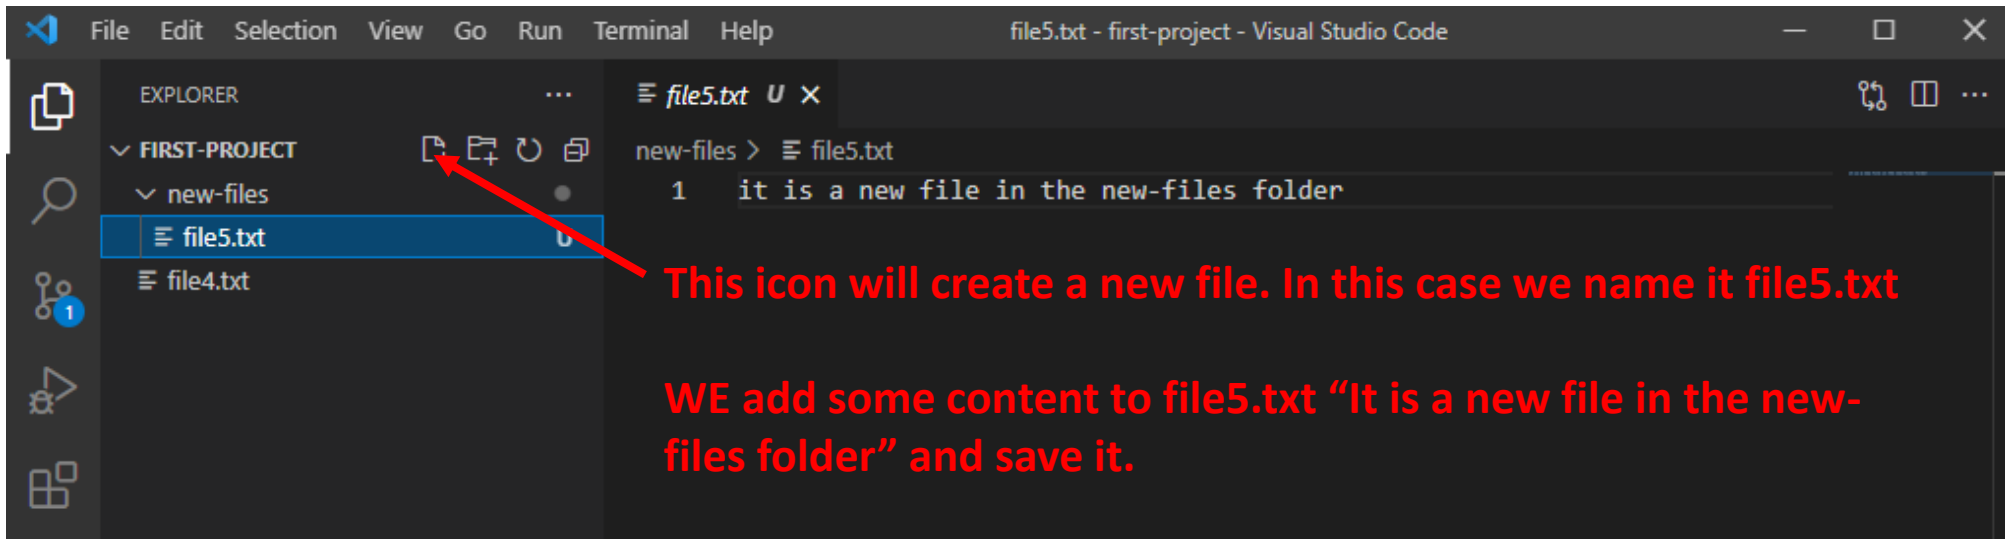 File Edit Selection View Go Run Terminal Help file5.txt - first-project - Visual Studio Code
EXPLORER
FIRST-PROJECT
new-files
file5.txt U
file4.txt
1
file5.txt U
new-files > file5.txt
1 it is a new file in the new-files folder
This icon will create a new file. In this case we name it file5.txt
WE add some content to file5.txt “It is a new file in the new-
files folder” and save it.